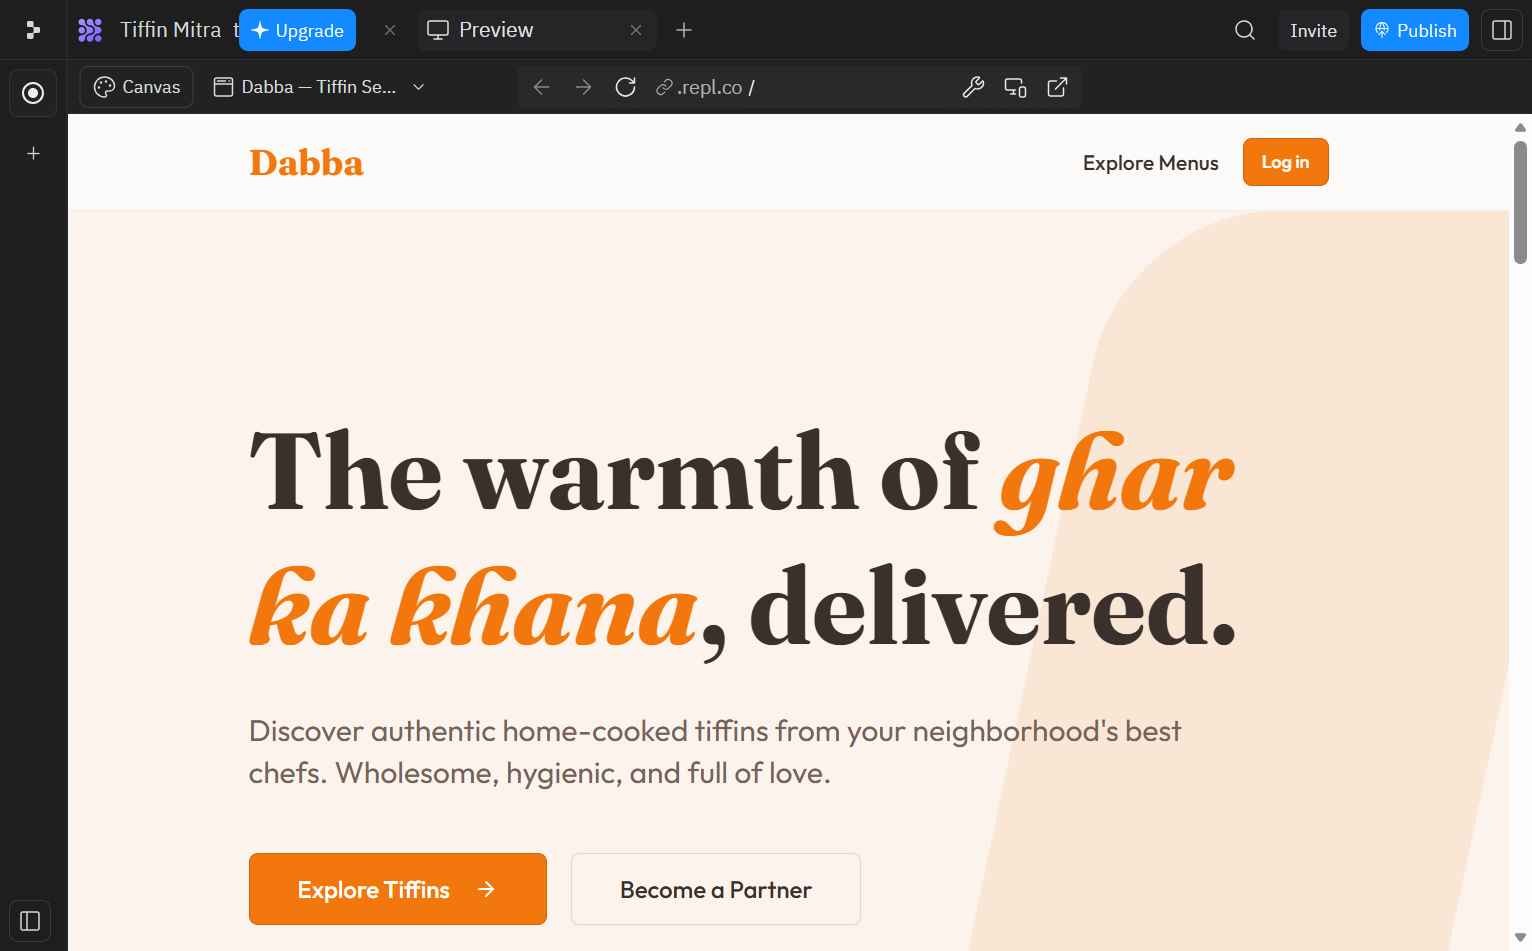 Tiffin Mitra
Upgrade
Preview
Invite
Publish
Canvas
Dabba — Tiffin Se...
.repl.co /
Dabba
Explore Menus
Log in
The warmth of ghar
ka khana, delivered.
Discover authentic home-cooked tiffins from your neighborhood's best
chefs. Wholesome, hygienic, and full of love.
Explore Tiffins →
Become a Partner